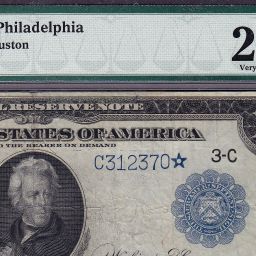 Philadelphia
uston
2
Very
L RESERVE NOTE
STATES OF AMERICA
O THE BEARER ON DEMAND
C312370☆ 3-C